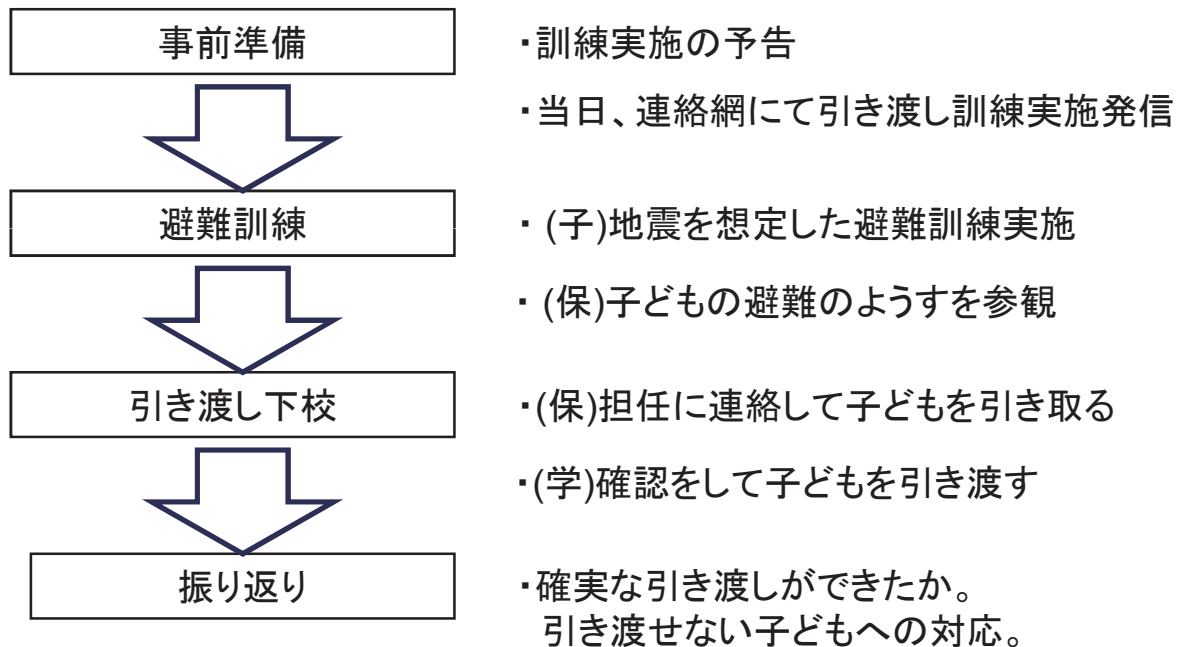 事前準備
・訓練実施の予告
・当日、連絡網にて引き渡し訓練実施発信
避難訓練
・(子)地震を想定した避難訓練実施
・(保)子どもの避難のようすを参観
引き渡し下校
・(保)担任に連絡して子どもを引き取る
・(学)確認をして子どもを引き渡す
振り返り
・確実な引き渡しができたか。
引き渡せない子どもへの対応。